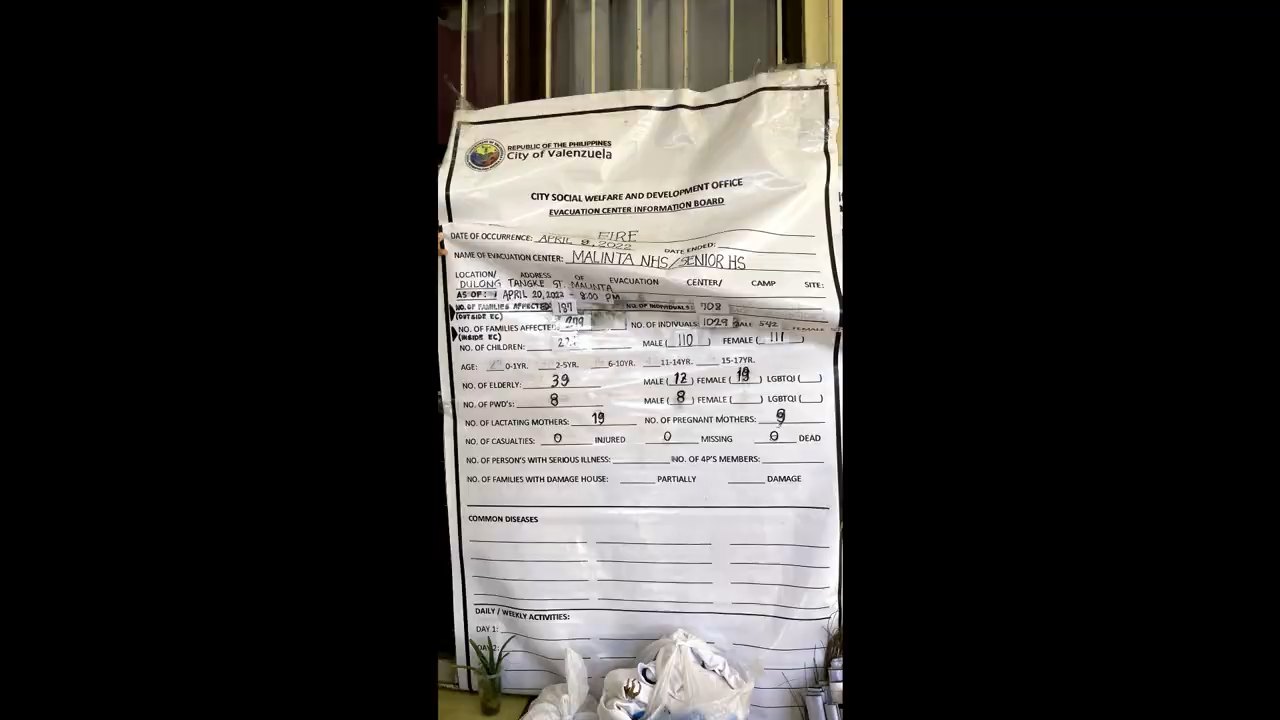 REPUBLIC OF THE PHILIPPINES
City of Valenzuela
CITY SOCIAL WELFARE AND DEVELOPMENT OFFICE
EVACUATION CENTER INFORMATION BOARD
FIRE
DATE OF OCCURRENCE: APRIL 9, 2022 DATE ENDED:
NAME OF EVACUATION CENTER: MALINTA NHS/SENIOR HS
LOCATION/ ADDRESS OF EVACUATION CENTER/ CAMP SITE:
DULONG TANGKE ST. MALINTA
AS OF: APRIL 20, 2022 - 8:00 PM
NO. OF FAMILIES AFFECTED 187 NO. OF INDIVIDUALS: 708
(OUTSIDE EC)
NO. OF FAMILIES AFFECTED: 279 NO. OF INDIVUALS: 1029 MALE 542 FEMALE
(INSIDE EC)
NO. OF CHILDREN: MALE (110) FEMALE (111)
AGE: 0-1YR. 2-5YR. 6-10YR. 11-14YR. 15-17YR.
NO. OF ELDERLY: 39 MALE (12) FEMALE (19) LGBTQI ( )
NO. OF PWD's: 8 MALE (8) FEMALE ( ) LGBTQI ( )
NO. OF LACTATING MOTHERS: 19 NO. OF PREGNANT MOTHERS: 9
NO. OF CASUALTIES: 0 INJURED 0 MISSING 0 DEAD
NO. OF PERSON'S WITH SERIOUS ILLNESS: NO. OF 4P'S MEMBERS:
NO. OF FAMILIES WITH DAMAGE HOUSE: PARTIALLY DAMAGE
COMMON DISEASES
DAILY / WEEKLY ACTIVITIES:
DAY 1:
DAY 2: